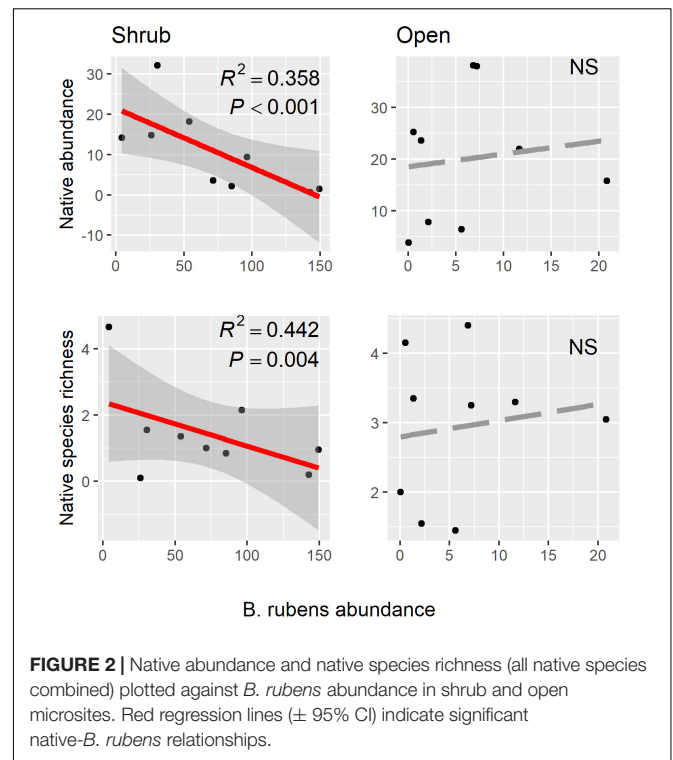 Shrub
Open
Native abundance
30
20
10
0
-10
R² = 0.358
P < 0.001
0 50 100 150
30
20
10
NS
0 5 10 15 20
Native species richness
4
2
0
R² = 0.442
P = 0.004
0 50 100 150
4
3
2
NS
0 5 10 15 20
B. rubens abundance
FIGURE 2 | Native abundance and native species richness (all native species
combined) plotted against B. rubens abundance in shrub and open
microsites. Red regression lines (± 95% CI) indicate significant
native-B. rubens relationships.